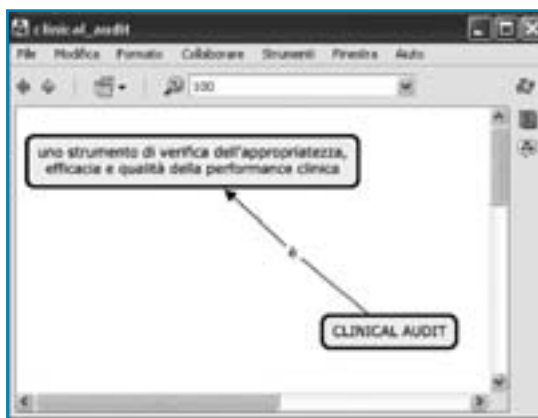 clinical_audit
File Modifica Formato Collaborare Strumenti Finestra Aiuto
100
uno strumento di verifica dell'appropriatezza,
efficacia e qualità della performance clinica
è
CLINICAL AUDIT